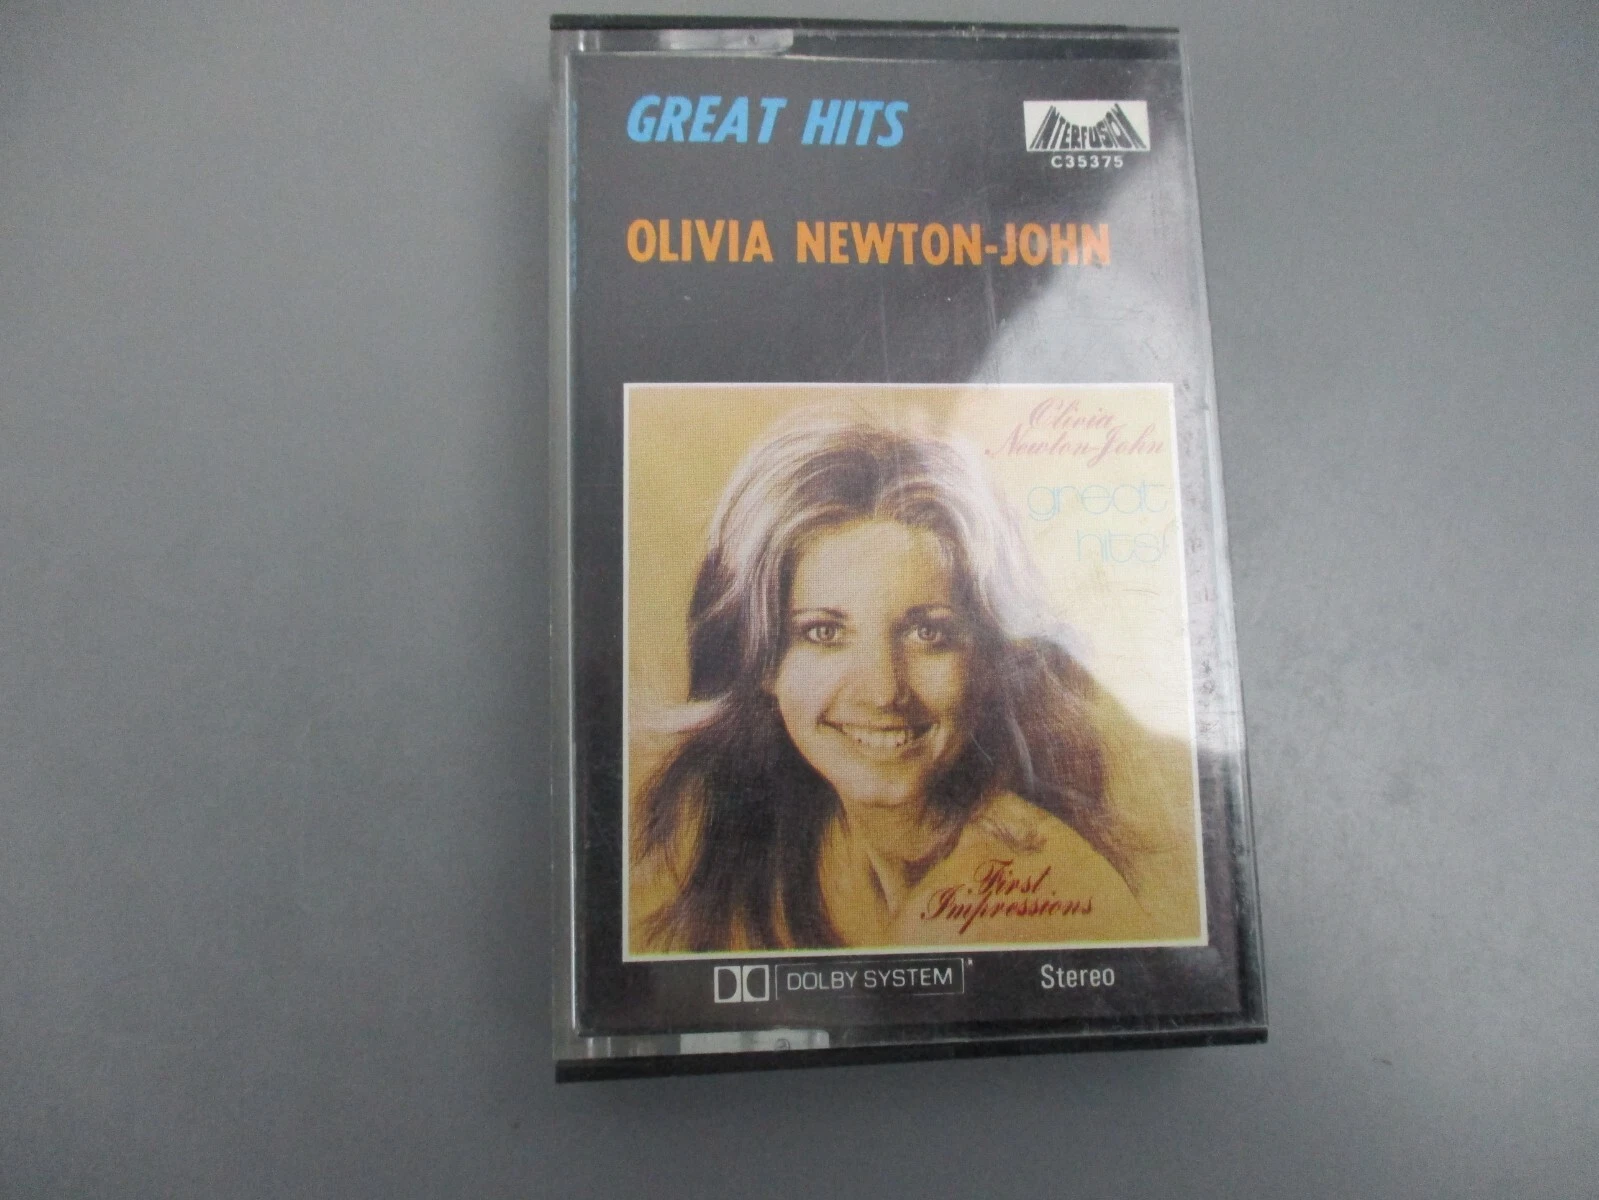 GREAT HITS
INTERFUSION
C35375
OLIVIA NEWTON-JOHN
Olivia
Newton-John
great
hits!
First
Impressions
DOLBY SYSTEM
Stereo